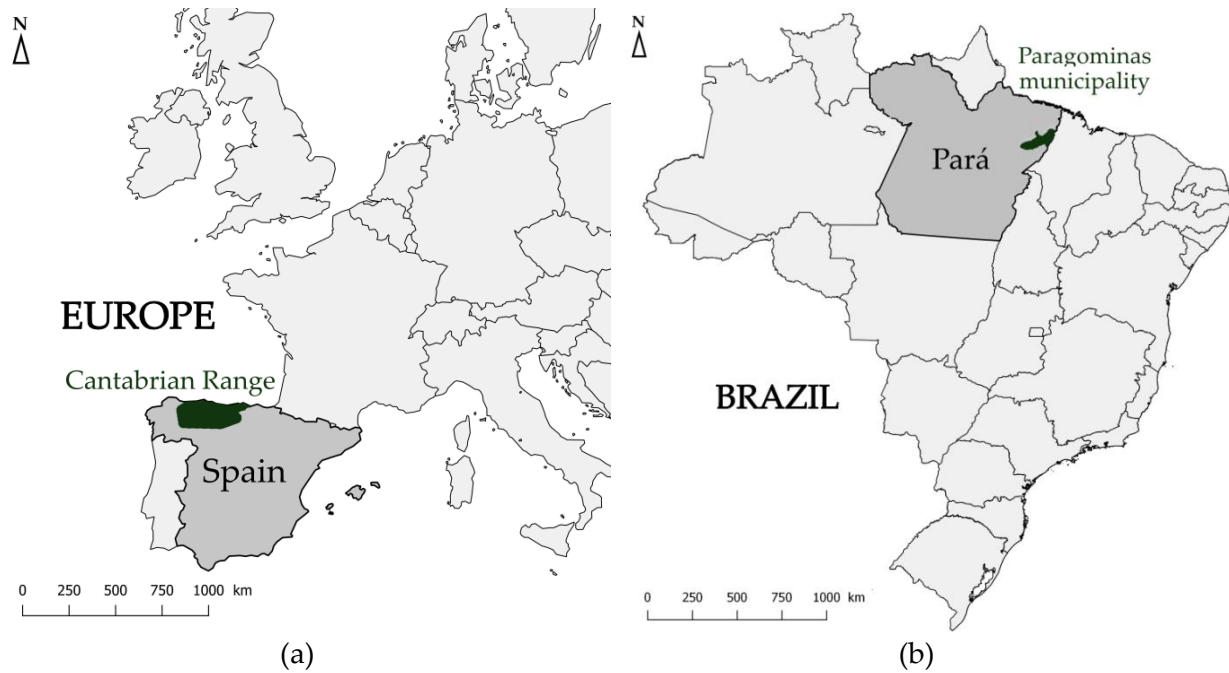 N
EUROPE
Cantabrian Range
Spain
0 250 500 750 1000 km
(a)
N
Paragominas
municipality
Pará
BRAZIL
0 250 500 750 1000 km
(b)